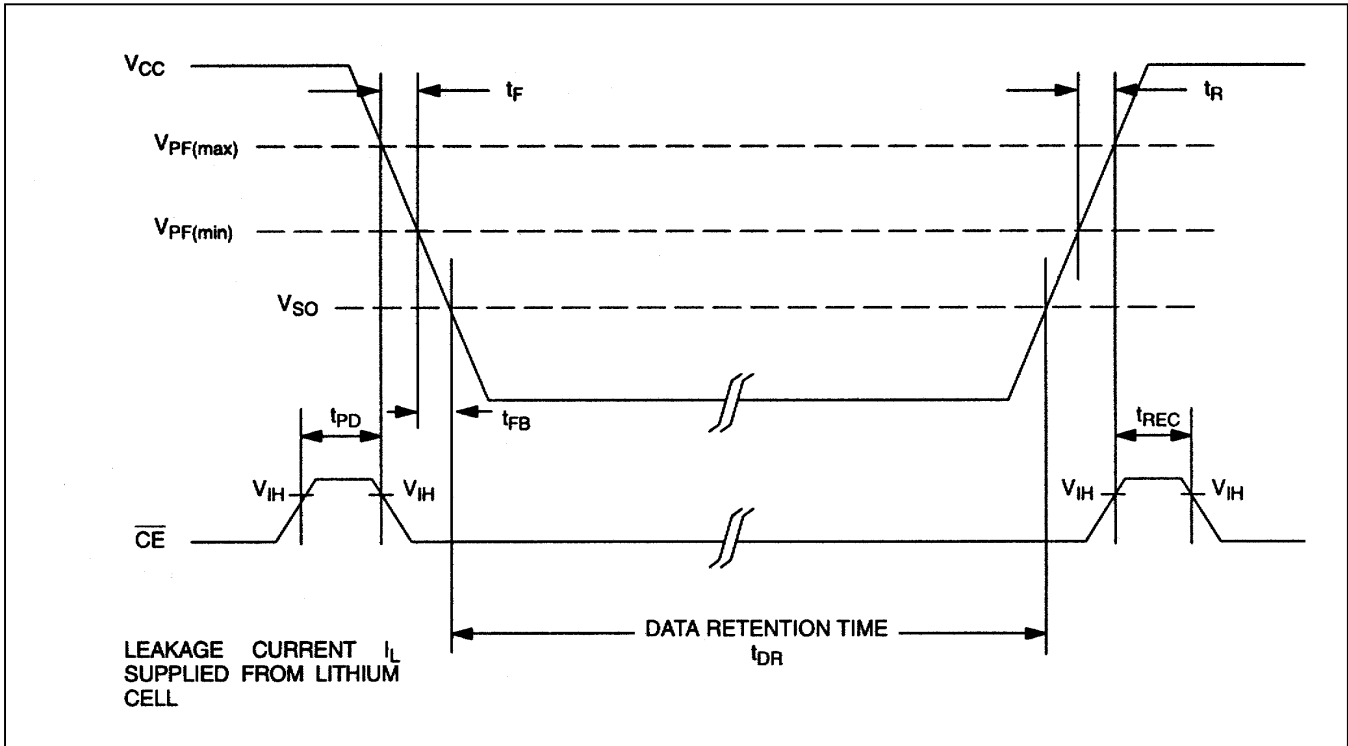 VCC
tF
tR
VPF(max)
VPF(min)
VSO
tPD
tFB
tREC
VIH
VIH
VIH
VIH
CE
DATA RETENTION TIME
tDR
LEAKAGE CURRENT IL
SUPPLIED FROM LITHIUM
CELL